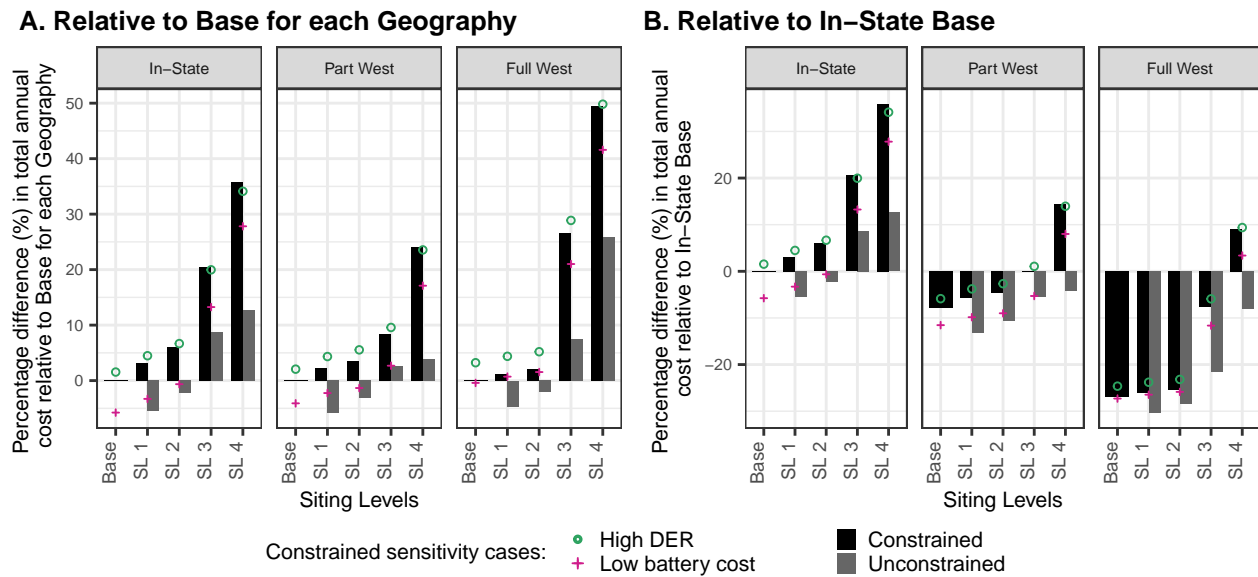 A. Relative to Base for each Geography
B. Relative to In−State Base
Percentage difference (%) in total annual
cost relative to Base for each Geography
In−State
Part West
Full West
50
40
30
20
10
0
Base
SL 1
SL 2
SL 3
SL 4
Base
SL 1
SL 2
SL 3
SL 4
Base
SL 1
SL 2
SL 3
SL 4
Siting Levels
Percentage difference (%) in total annual
cost relative to In−State Base
In−State
Part West
Full West
20
0
−20
Base
SL 1
SL 2
SL 3
SL 4
Base
SL 1
SL 2
SL 3
SL 4
Base
SL 1
SL 2
SL 3
SL 4
Siting Levels
Constrained sensitivity cases:
High DER
Low battery cost
Constrained
Unconstrained